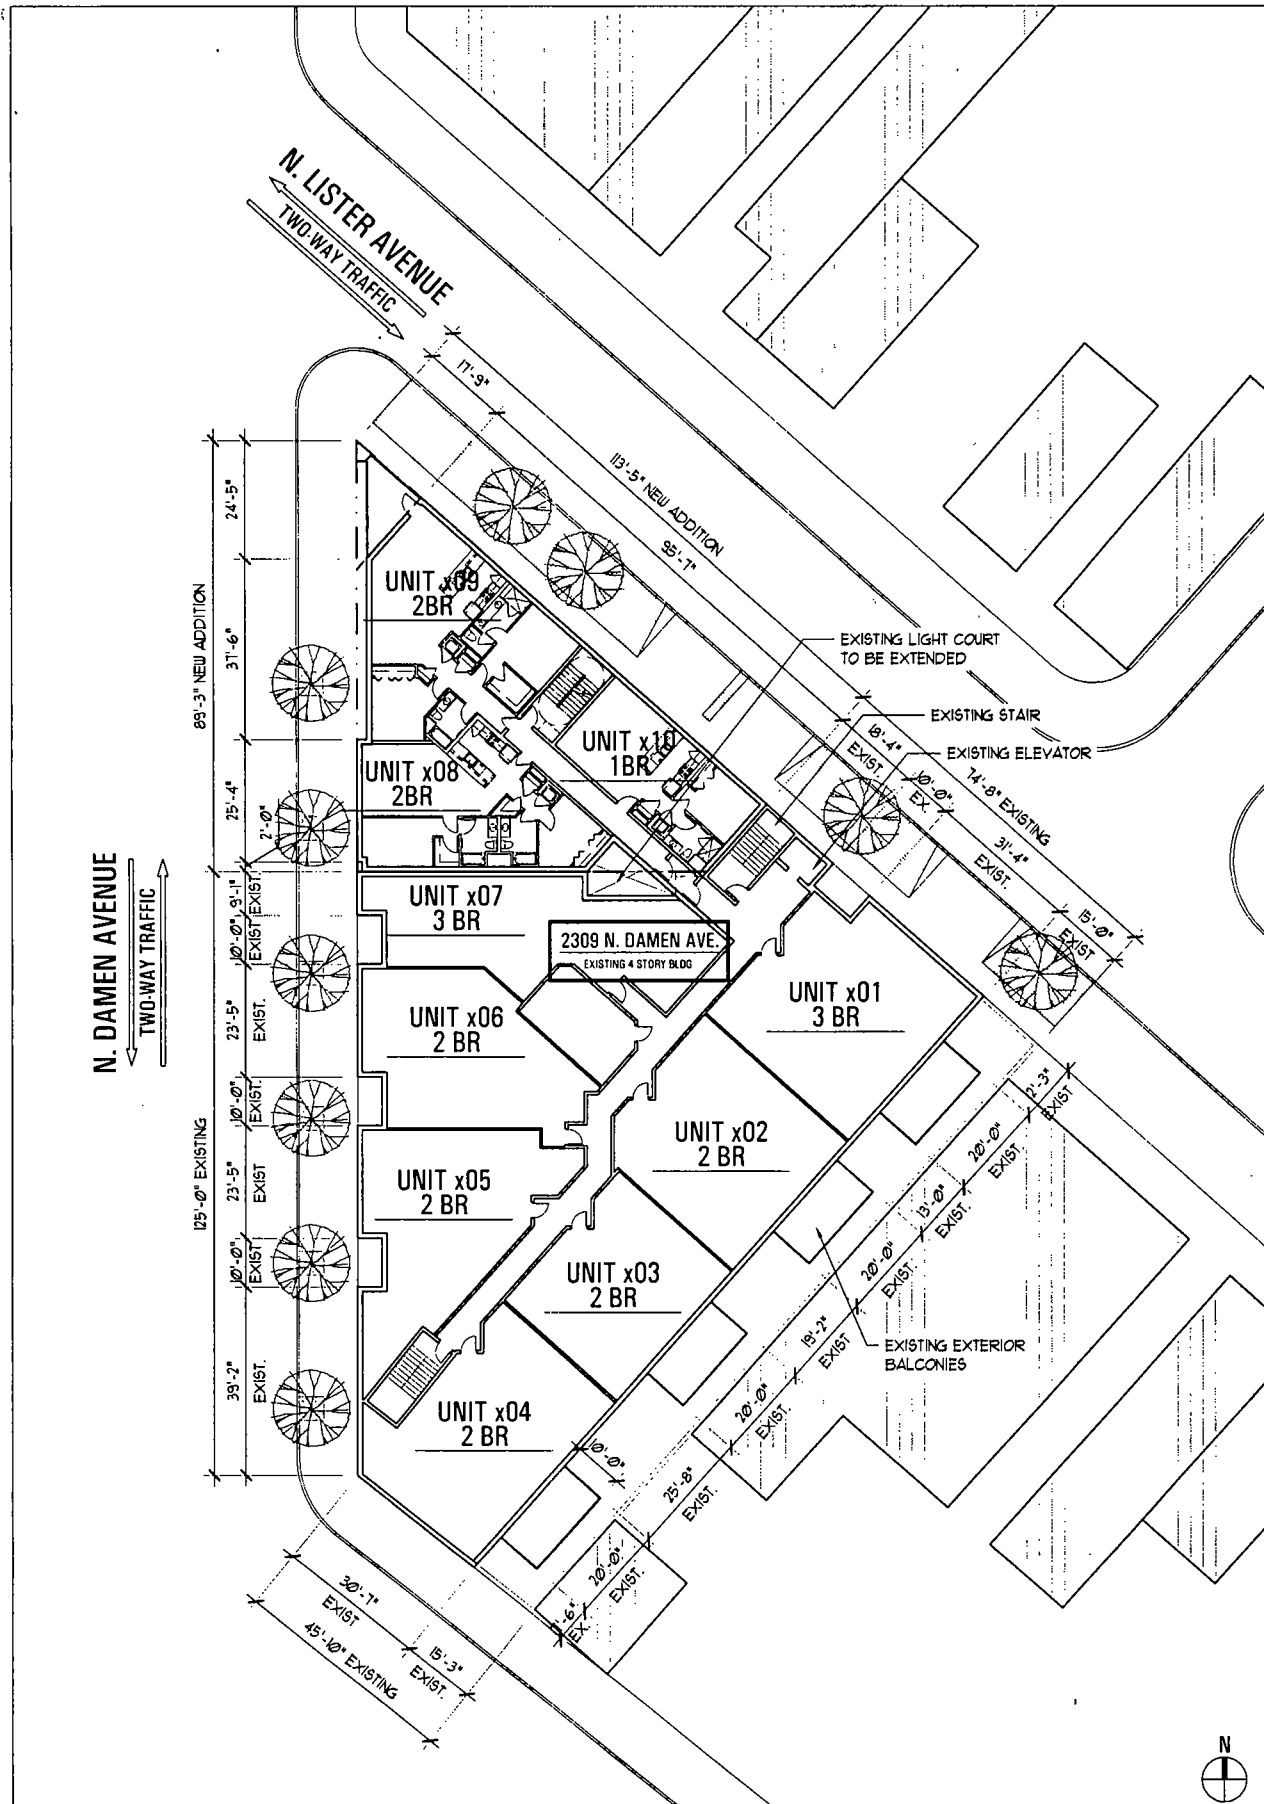 N. LISTER AVENUE
TWO-WAY TRAFFIC
17'-9"
113'-5" NEW ADDITION
95'-7"
24'-5"
37'-6"
89'-3" NEW ADDITION
25'-4"
2'-0"
UNIT x09
2BR
UNIT x10
1BR
UNIT x08
2BR
EXISTING LIGHT COURT
TO BE EXTENDED
EXISTING STAIR
EXISTING ELEVATOR
18'-4"
EXIST.
10'-0"
EX.
74'-8" EXISTING
31'-4"
EXIST.
15'-0"
EXIST
N. DAMEN AVENUE
TWO-WAY TRAFFIC
9'-1"
EXIST.
10'-0"
EXIST
23'-5"
EXIST.
10'-0"
EXIST.
125'-0" EXISTING
23'-5"
EXIST
10'-0"
EXIST.
39'-2"
EXIST.
UNIT x07
3 BR
2309 N. DAMEN AVE.
EXISTING 4 STORY BLDG
UNIT x01
3 BR
UNIT x06
2 BR
UNIT x02
2 BR
UNIT x05
2 BR
UNIT x03
2 BR
UNIT x04
2 BR
12'-3"
EXIST.
20'-0"
EXIST.
13'-0"
EXIST.
20'-0"
EXIST.
19'-2"
EXIST
20'-0"
EXIST.
25'-8"
EXIST.
20'-0"
EXIST.
EX.
10'-0"
EXISTING EXTERIOR
BALCONIES
30'-7"
EXIST
45'-10" EXISTING
15'-3"
EXIST.
N